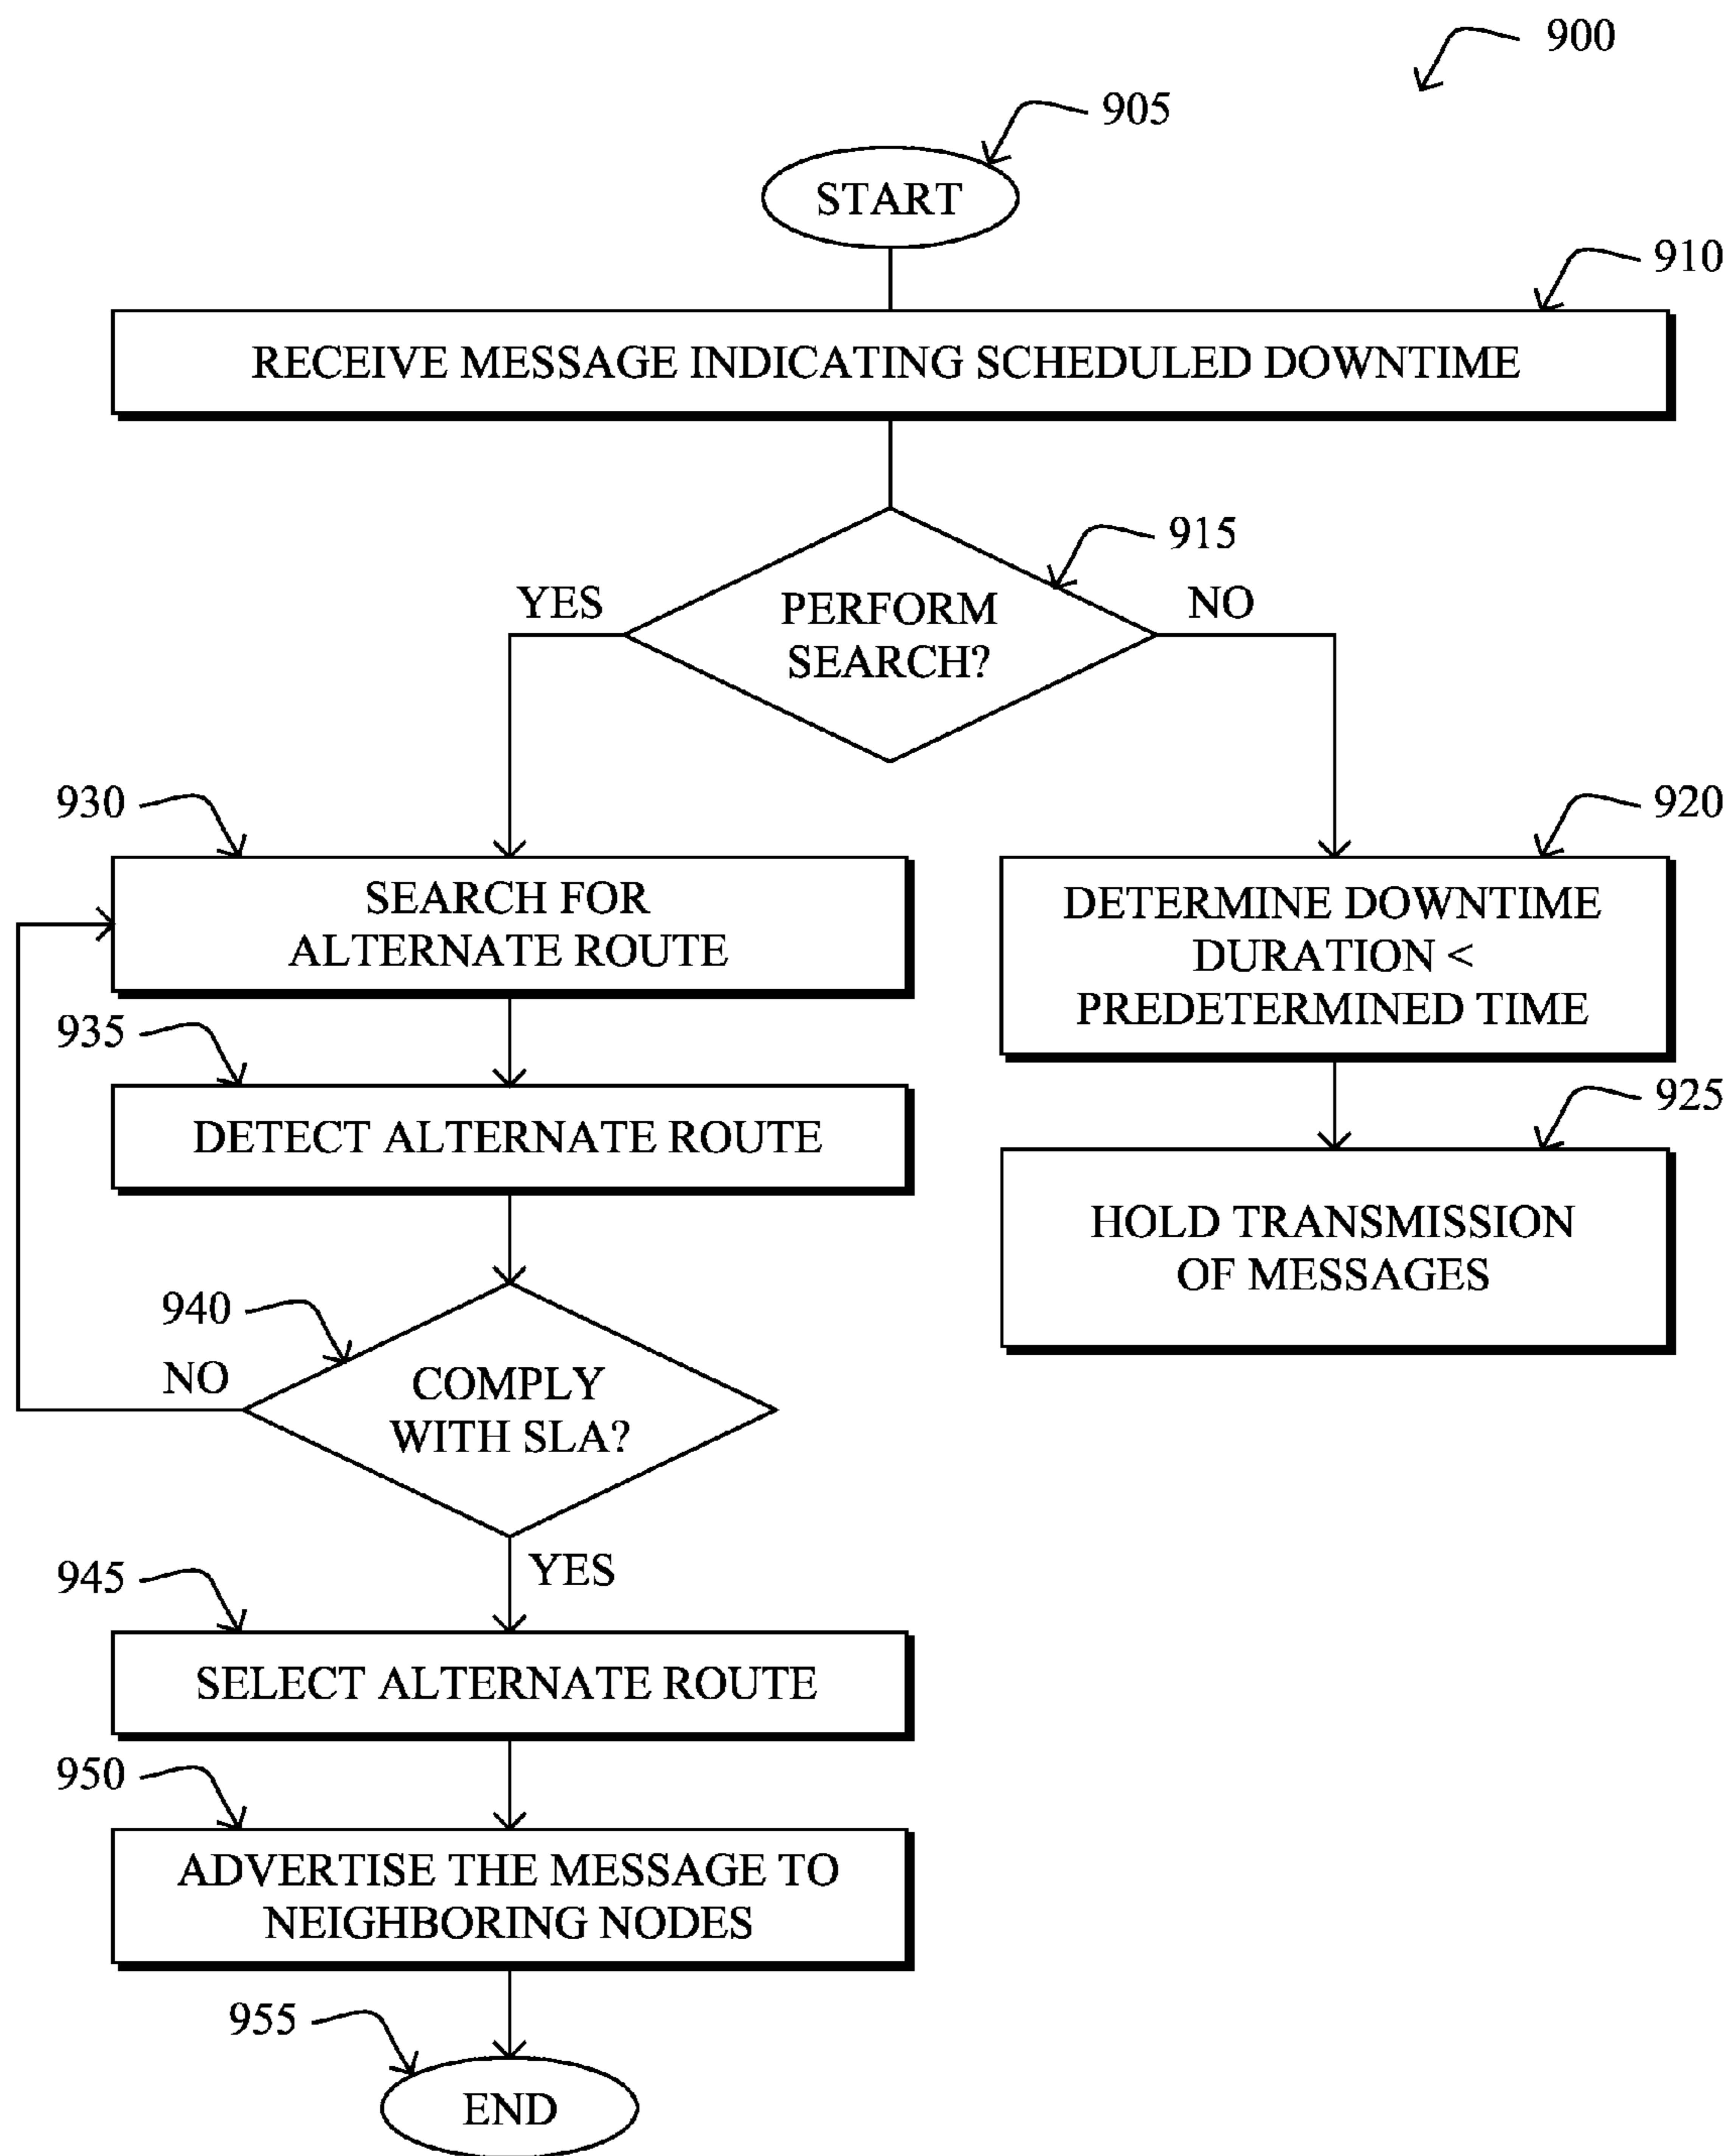 900
905
START
910
RECEIVE MESSAGE INDICATING SCHEDULED DOWNTIME
915
YES
PERFORM
SEARCH?
NO
930
SEARCH FOR
ALTERNATE ROUTE
920
DETERMINE DOWNTIME
DURATION <
PREDETERMINED TIME
935
DETECT ALTERNATE ROUTE
925
HOLD TRANSMISSION
OF MESSAGES
940
NO
COMPLY
WITH SLA?
YES
945
SELECT ALTERNATE ROUTE
950
ADVERTISE THE MESSAGE TO
NEIGHBORING NODES
955
END